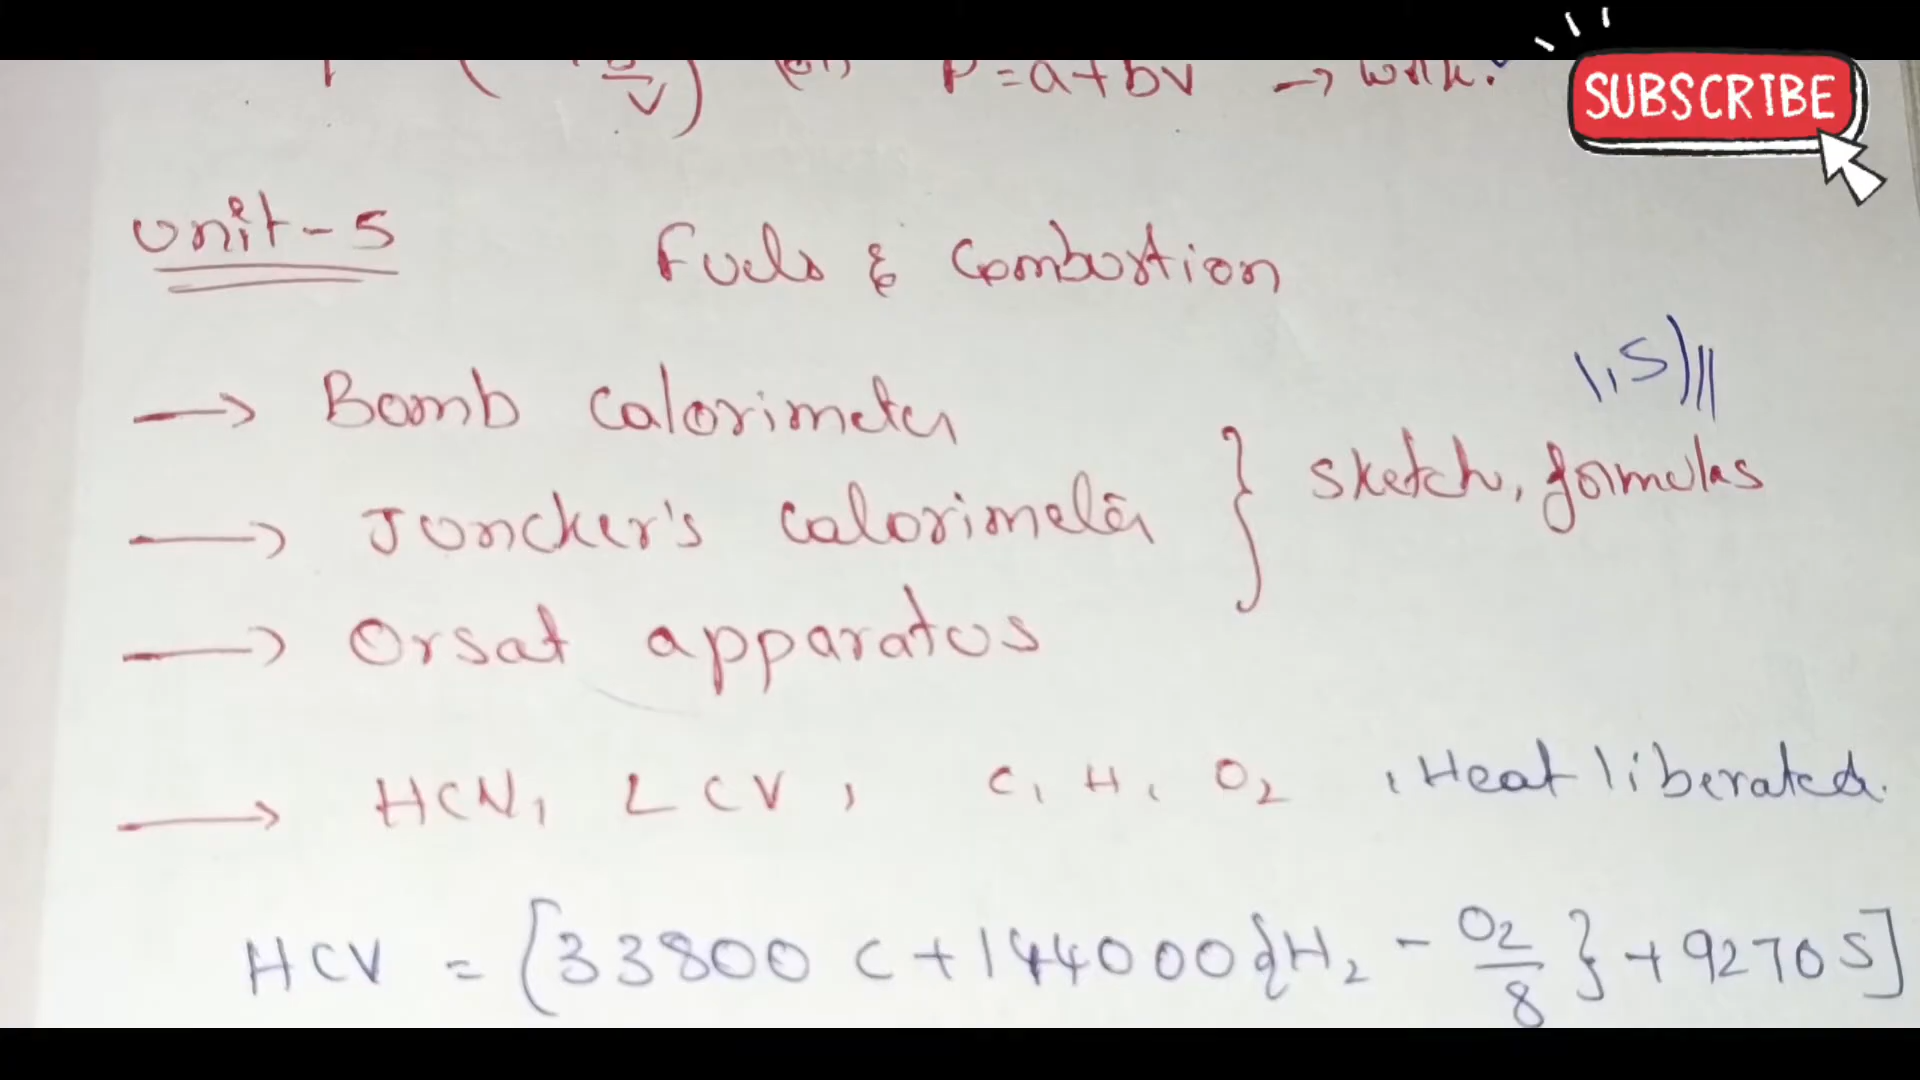 P = a + bv → work.
SUBSCRIBE
Unit - 5
Fuels & Combustion
→ Bomb Calorimeter
→ Juncker's Calorimeter
} Sketch, formulas
→ Orsat apparatus
→ HCV, LCV, C, H, O₂, Heat liberated.
HCV = [33800 C + 144000 {H₂ - O₂/8} + 9270 S]